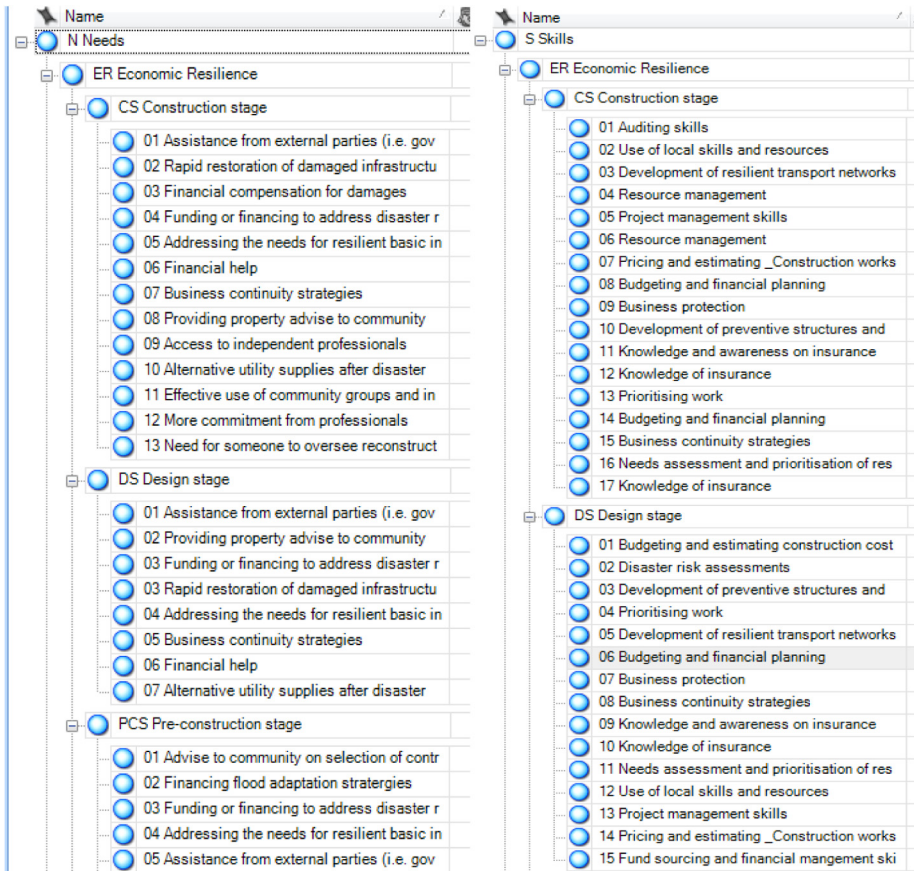 Name
N Needs
ER Economic Resilience
CS Construction stage
01 Assistance from external parties (i.e. gov
02 Rapid restoration of damaged infrastructu
03 Financial compensation for damages
04 Funding or financing to address disaster r
05 Addressing the needs for resilient basic in
06 Financial help
07 Business continuity strategies
08 Providing property advise to community
09 Access to independent professionals
10 Alternative utility supplies after disaster
11 Effective use of community groups and in
12 More commitment from professionals
13 Need for someone to oversee reconstruct
DS Design stage
01 Assistance from external parties (i.e. gov
02 Providing property advise to community
03 Funding or financing to address disaster r
03 Rapid restoration of damaged infrastructu
04 Addressing the needs for resilient basic in
05 Business continuity strategies
06 Financial help
07 Alternative utility supplies after disaster
PCS Pre-construction stage
01 Advise to community on selection of contr
02 Financing flood adaptation stratergies
03 Funding or financing to address disaster r
04 Addressing the needs for resilient basic in
05 Assistance from external parties (i.e. gov
Name
S Skills
ER Economic Resilience
CS Construction stage
01 Auditing skills
02 Use of local skills and resources
03 Development of resilient transport networks
04 Resource management
05 Project management skills
06 Resource management
07 Pricing and estimating _Construction works
08 Budgeting and financial planning
09 Business protection
10 Development of preventive structures and
11 Knowledge and awareness on insurance
12 Knowledge of insurance
13 Prioritising work
14 Budgeting and financial planning
15 Business continuity strategies
16 Needs assessment and prioritisation of res
17 Knowledge of insurance
DS Design stage
01 Budgeting and estimating construction cost
02 Disaster risk assessments
03 Development of preventive structures and
04 Prioritising work
05 Development of resilient transport networks
06 Budgeting and financial planning
07 Business protection
08 Business continuity strategies
09 Knowledge and awareness on insurance
10 Knowledge of insurance
11 Needs assessment and prioritisation of res
12 Use of local skills and resources
13 Project management skills
14 Pricing and estimating _Construction works
15 Fund sourcing and financial mangement ski